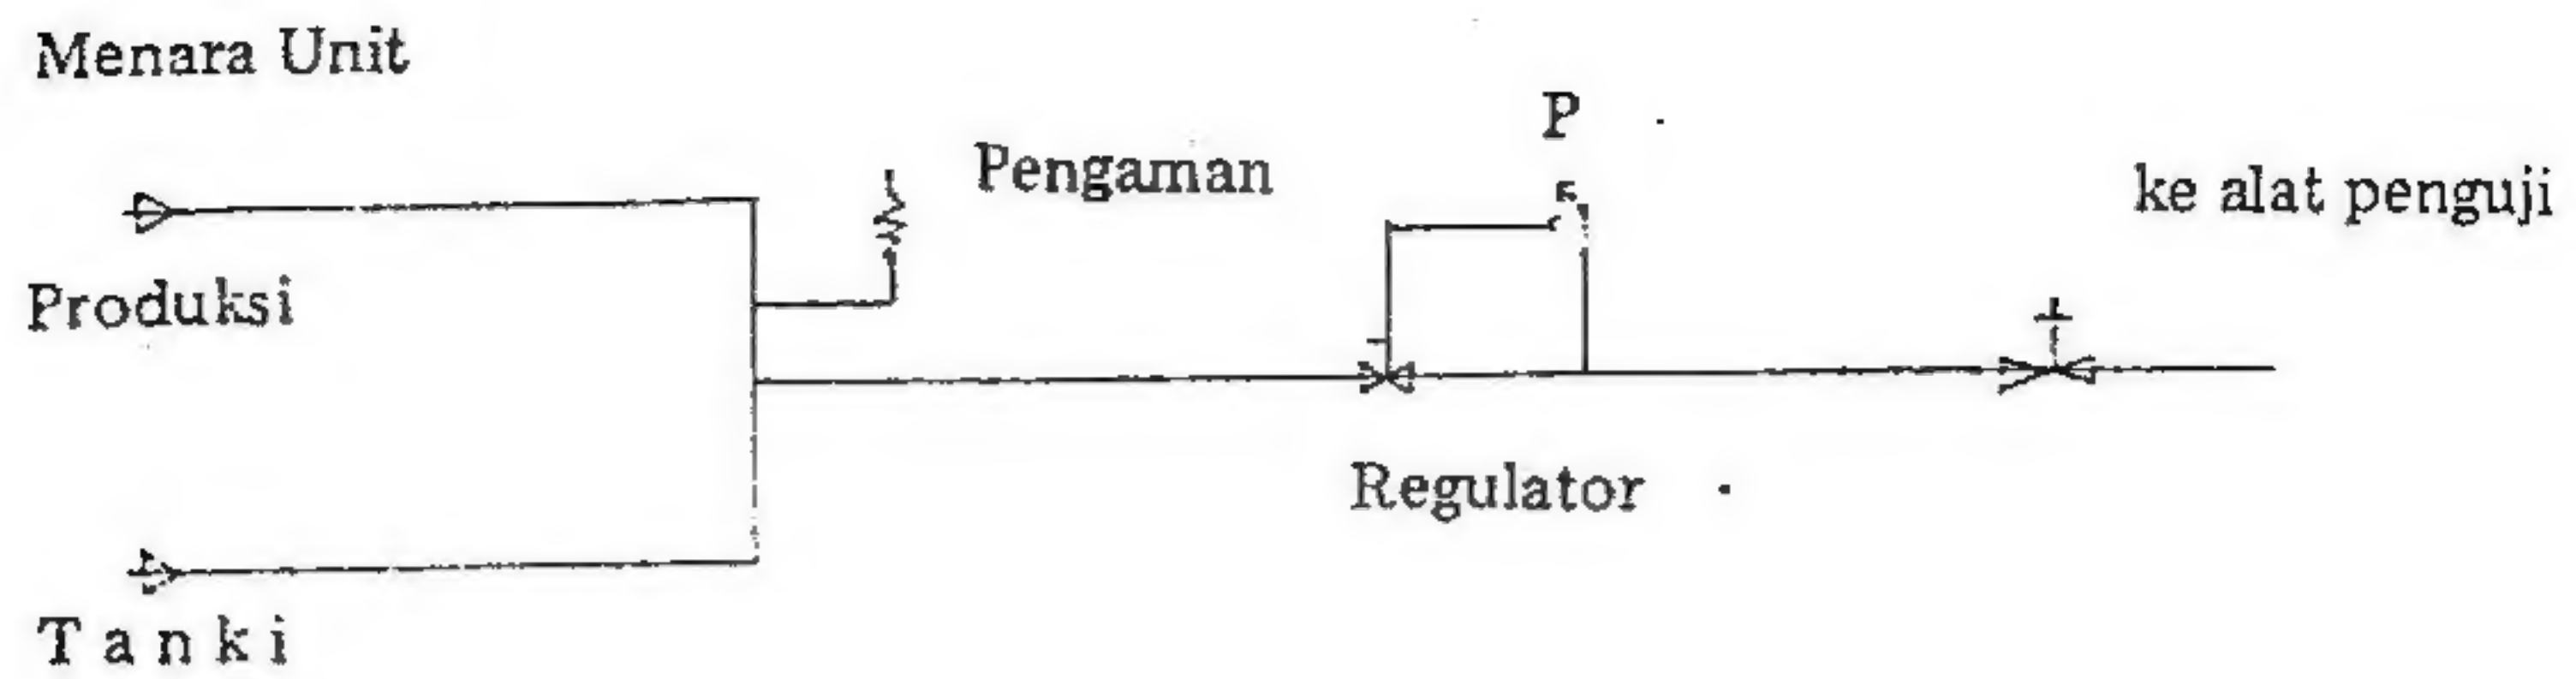 Menara Unit
P
Pengaman
ke alat penguji
Produksi
Regulator
T a n k i